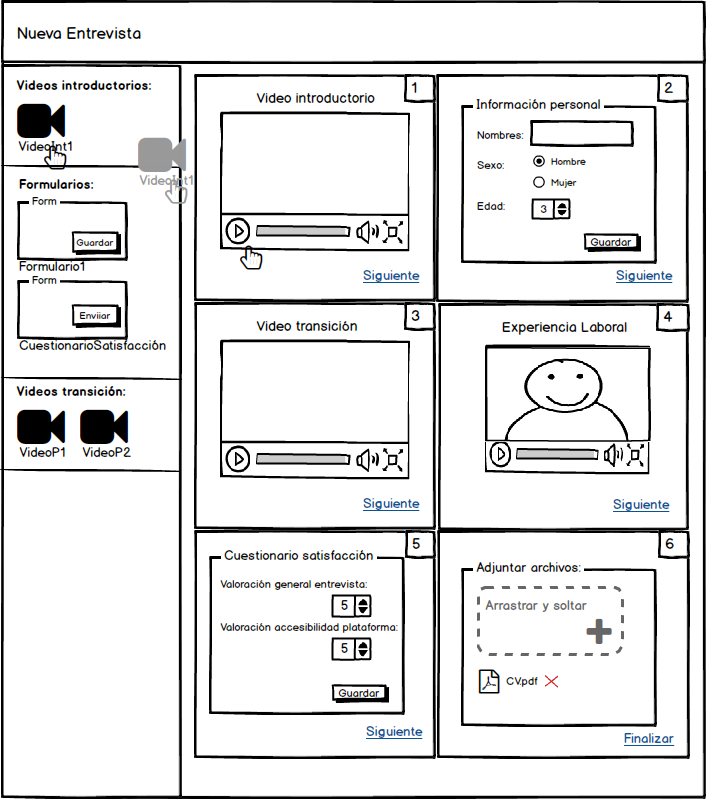 Nueva Entrevista
Videos introductorios:
VideoInt1
VideoInt1
Formularios:
Form
Guardar
Formulario1
Form
Enviiar
CuestionarioSatisfacción
Videos transición:
VideoP1
VideoP2
1
Video introductorio
Siguiente
2
Información personal
Nombres:
Sexo:
Hombre
Mujer
Edad:
3
Guardar
Siguiente
3
Video transición
Siguiente
4
Experiencia Laboral
Siguiente
5
Cuestionario satisfacción
Valoración general entrevista:
5
Valoración accesibilidad plataforma:
5
Guardar
Siguiente
6
Adjuntar archivos:
Arrastrar y soltar
CV.pdf
Finalizar